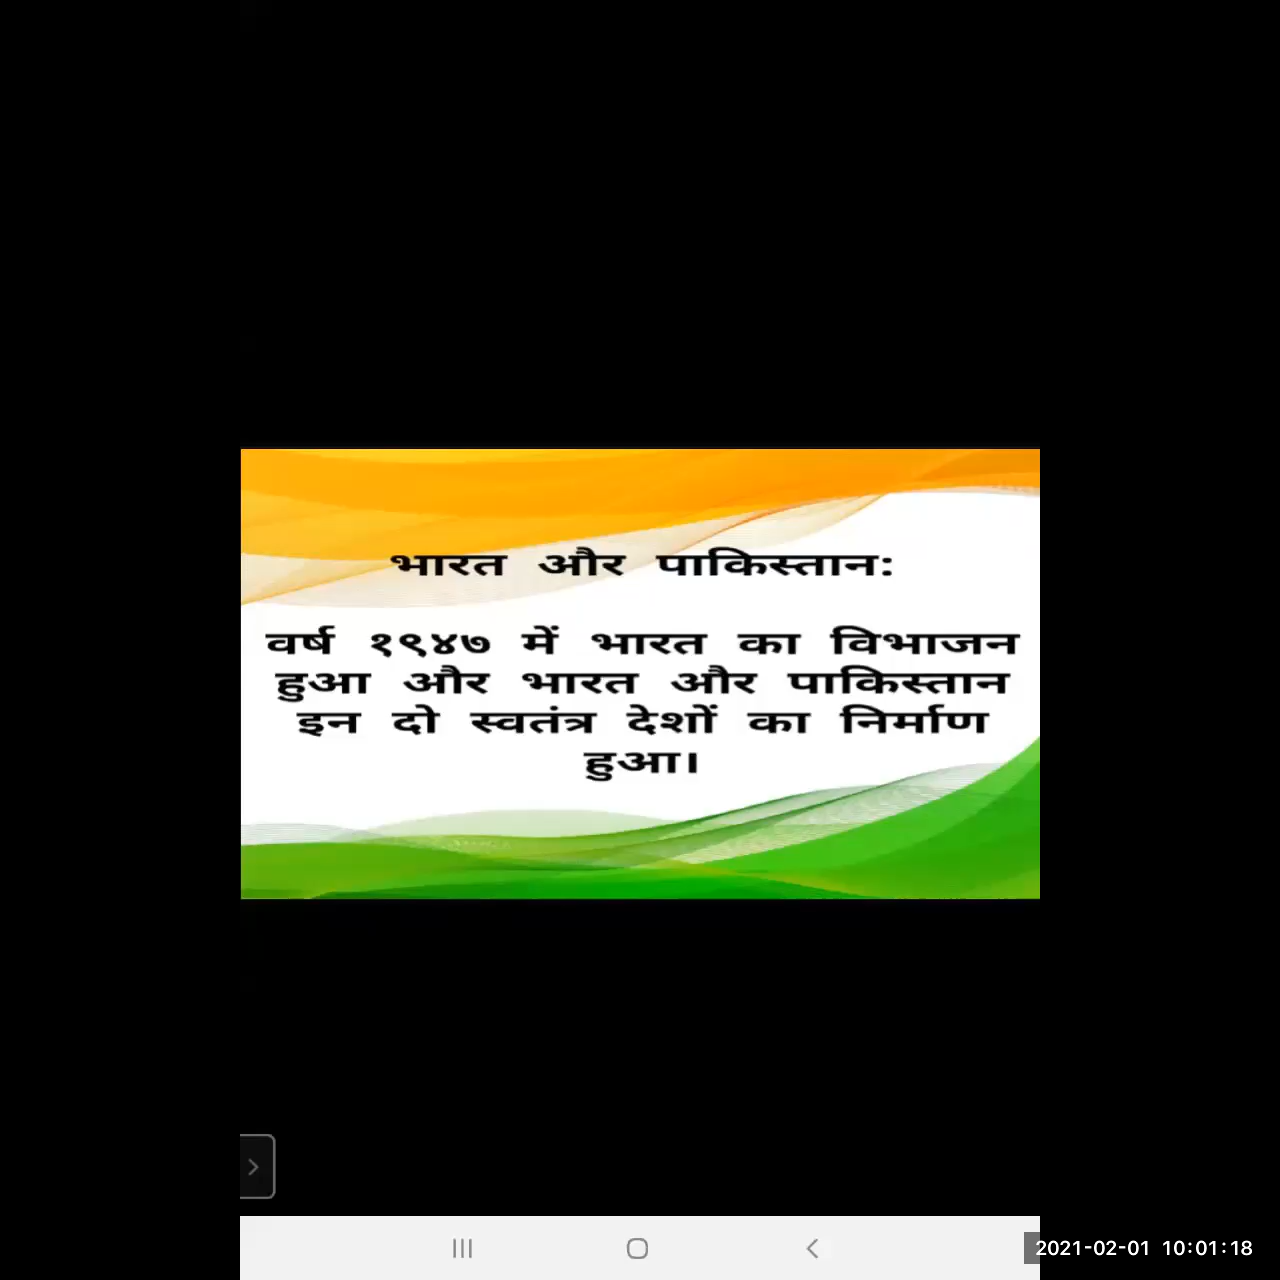 भारत और पाकिस्तान:
वर्ष १९४७ में भारत का विभाजन
हुआ और भारत और पाकिस्तान
इन दो स्वतंत्र देशों का निर्माण
हुआ।
2021-02-01 10:01:18